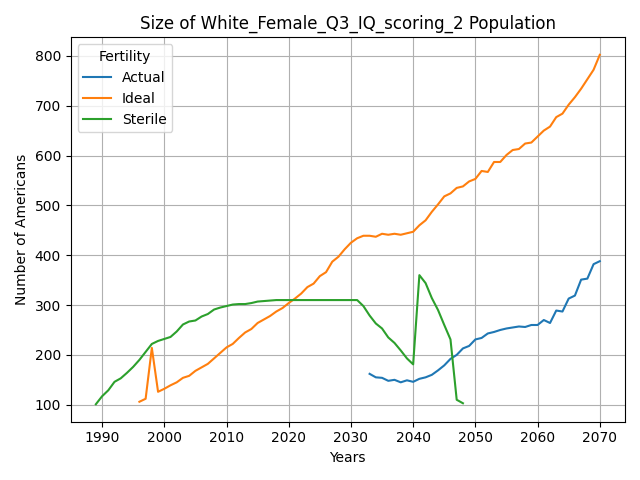 Size of White_Female_Q3_IQ_scoring_2 Population
Fertility
Actual
Ideal
Sterile
Number of Americans
800
700
600
500
400
300
200
100
1990
2000
2010
2020
2030
2040
2050
2060
2070
Years